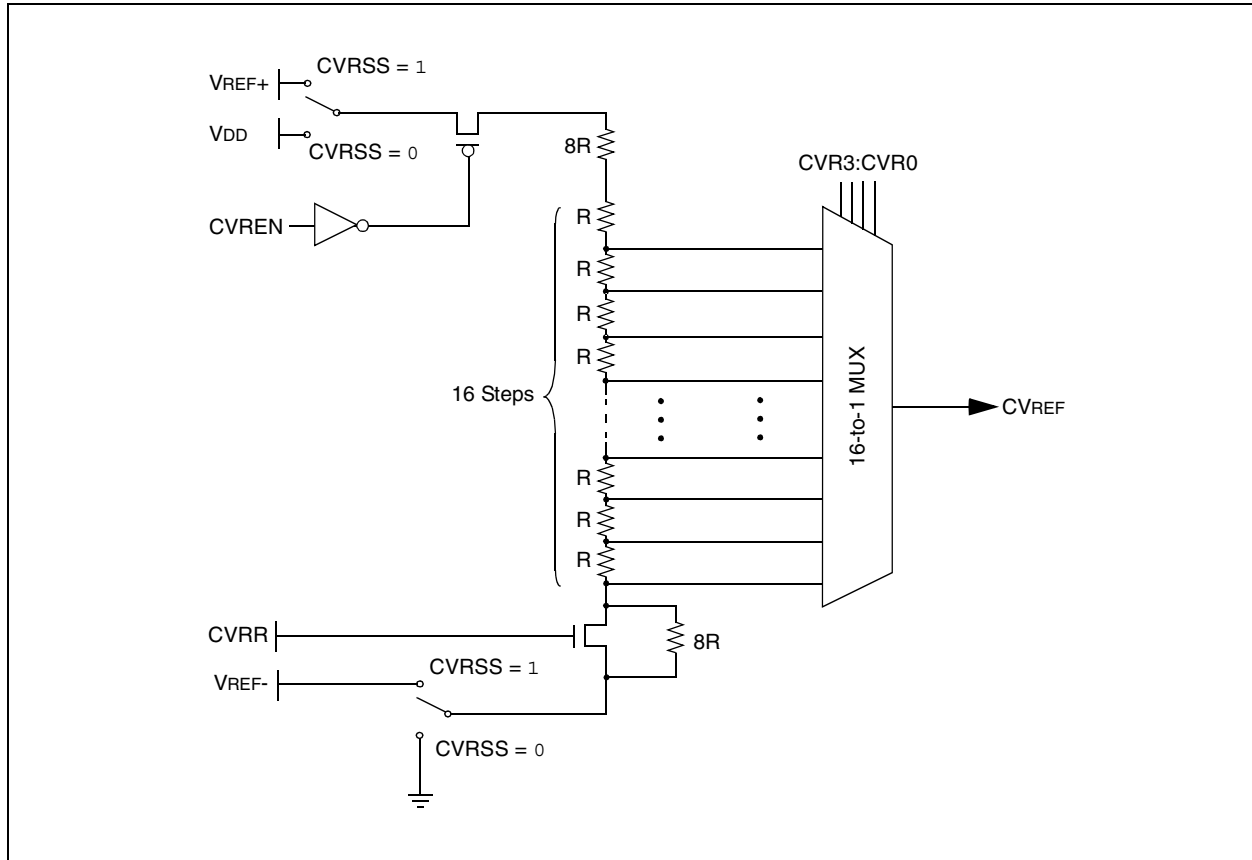 CVRSS = 1
VREF+
VDD
CVRSS = 0
8R
CVREN
CVR3:CVR0
R
R
R
R
16 Steps
16-to-1 MUX
CVREF
R
R
R
CVRR
8R
CVRSS = 1
VREF-
CVRSS = 0